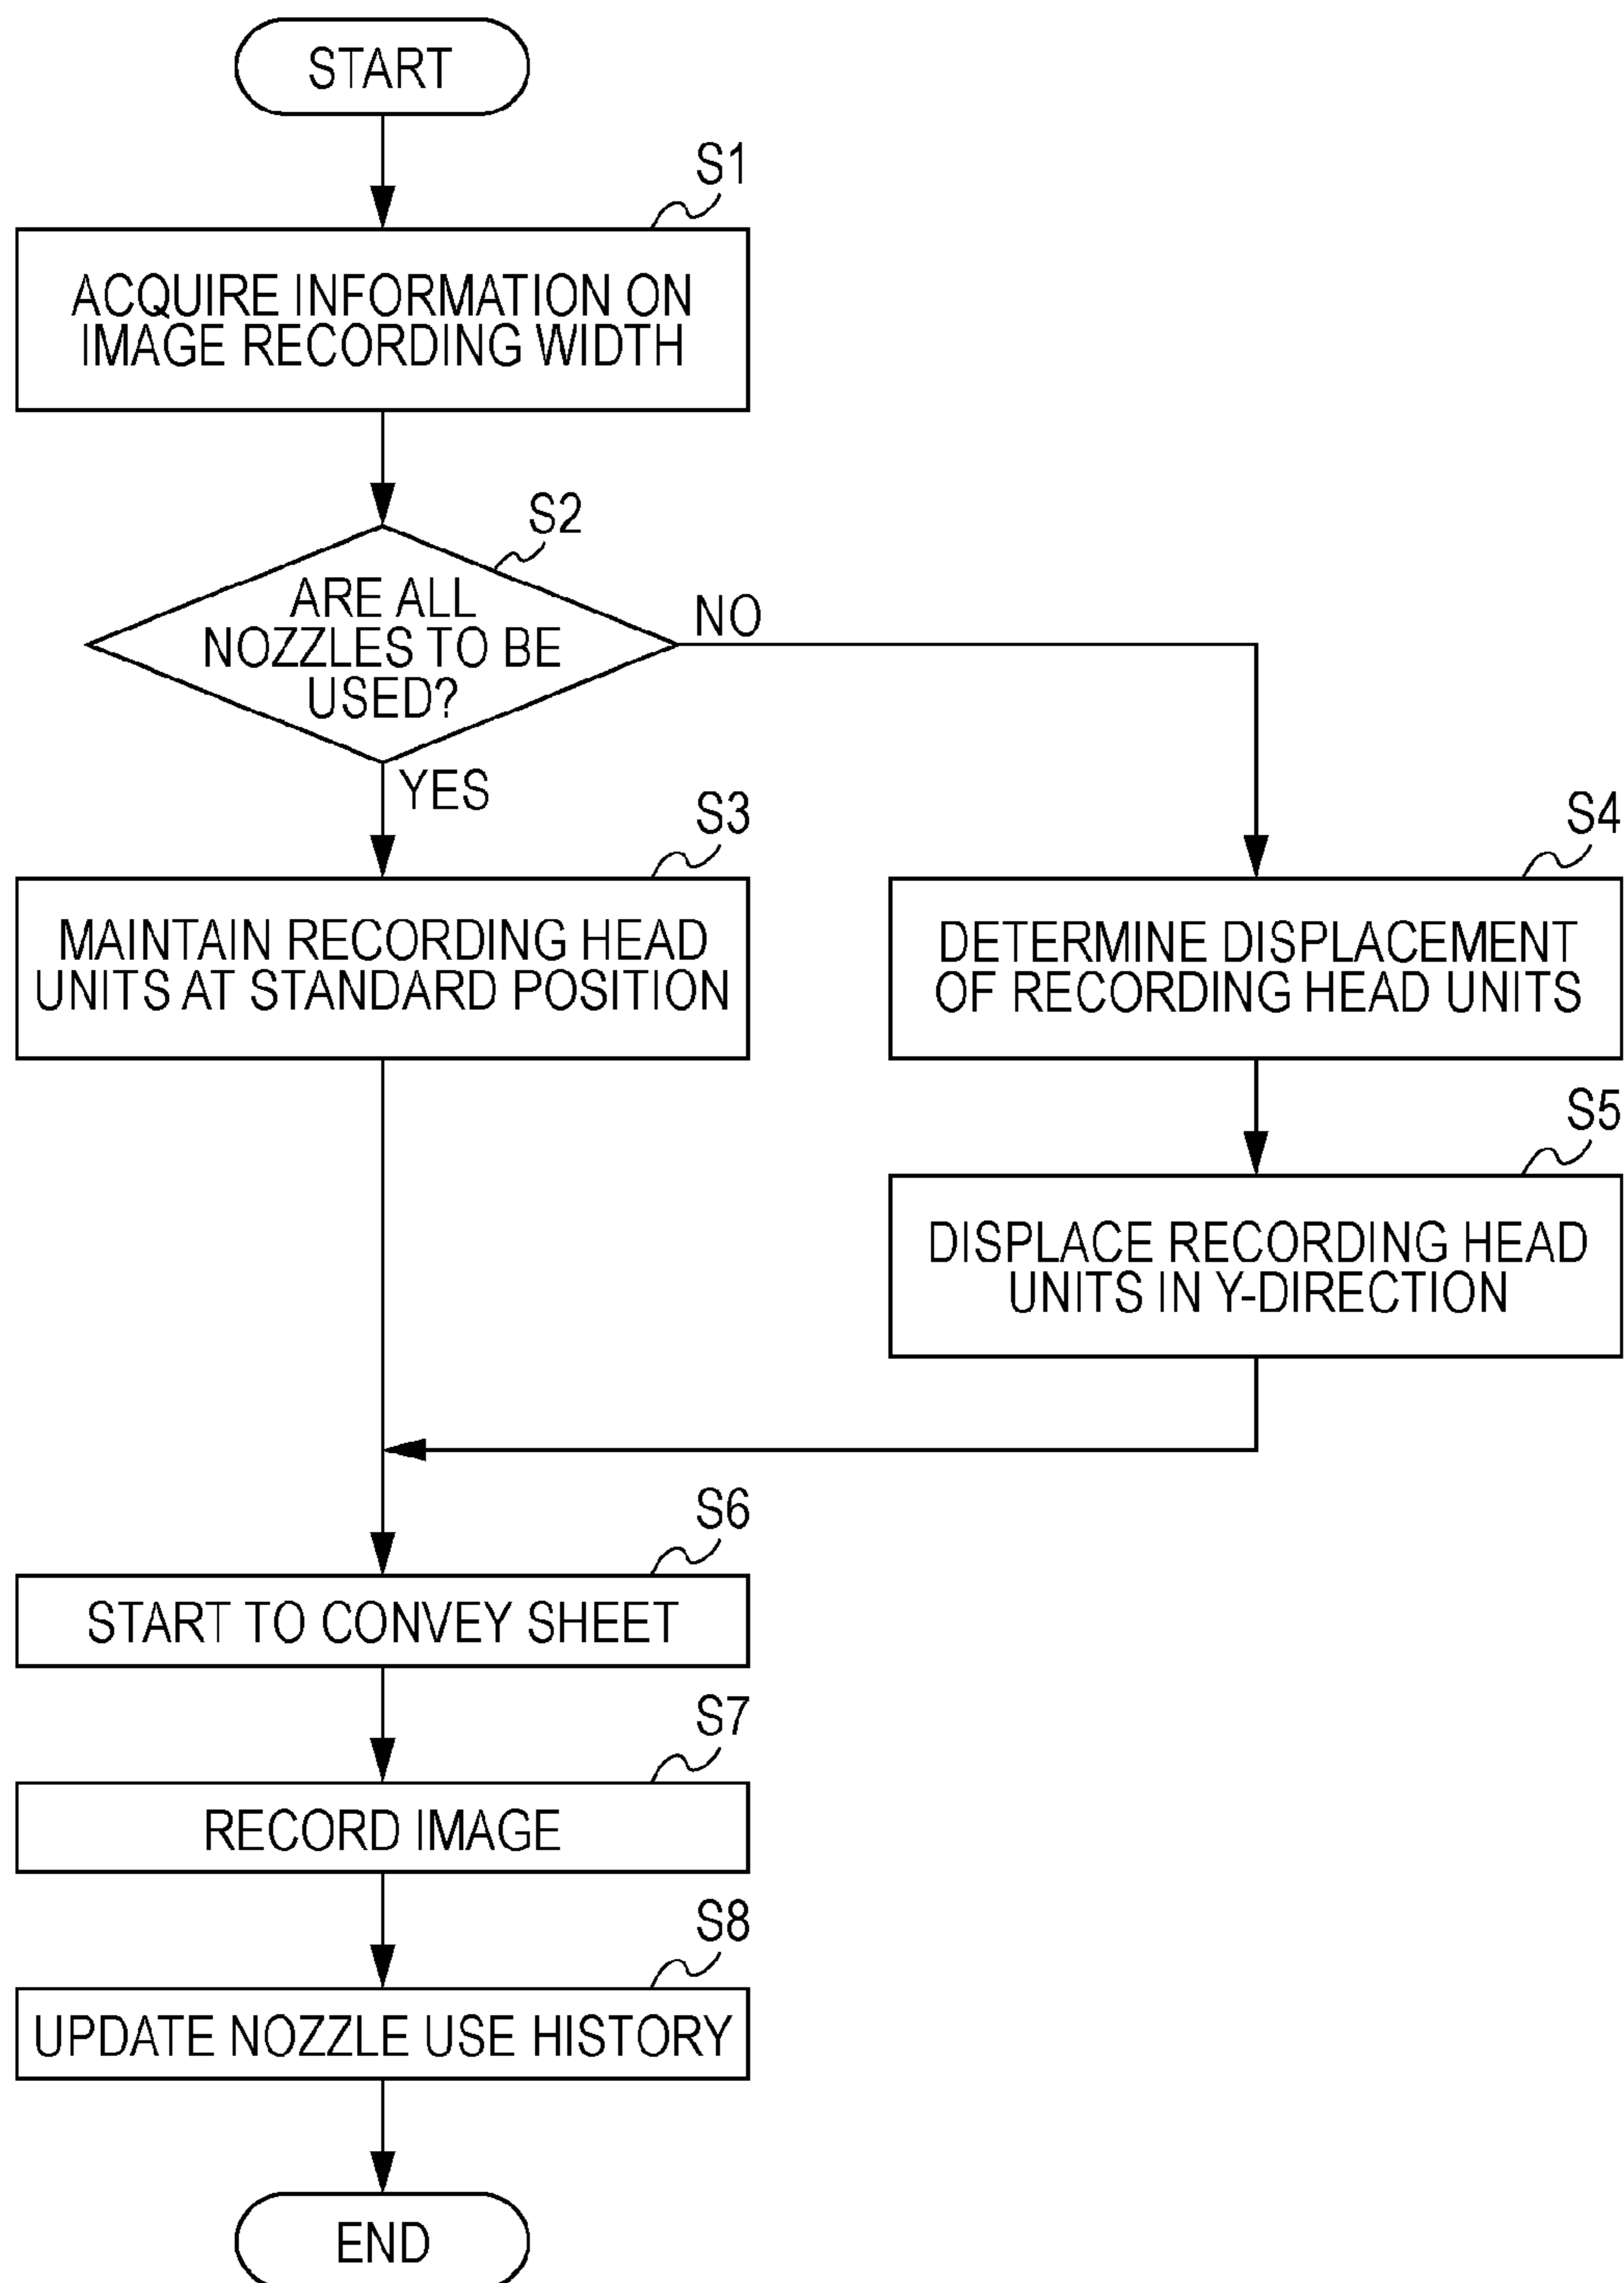 START
S1
ACQUIRE INFORMATION ON
IMAGE RECORDING WIDTH
S2
ARE ALL
NOZZLES TO BE
USED?
NO
YES
S3
MAINTAIN RECORDING HEAD
UNITS AT STANDARD POSITION
S4
DETERMINE DISPLACEMENT
OF RECORDING HEAD UNITS
S5
DISPLACE RECORDING HEAD
UNITS IN Y-DIRECTION
S6
START TO CONVEY SHEET
S7
RECORD IMAGE
S8
UPDATE NOZZLE USE HISTORY
END